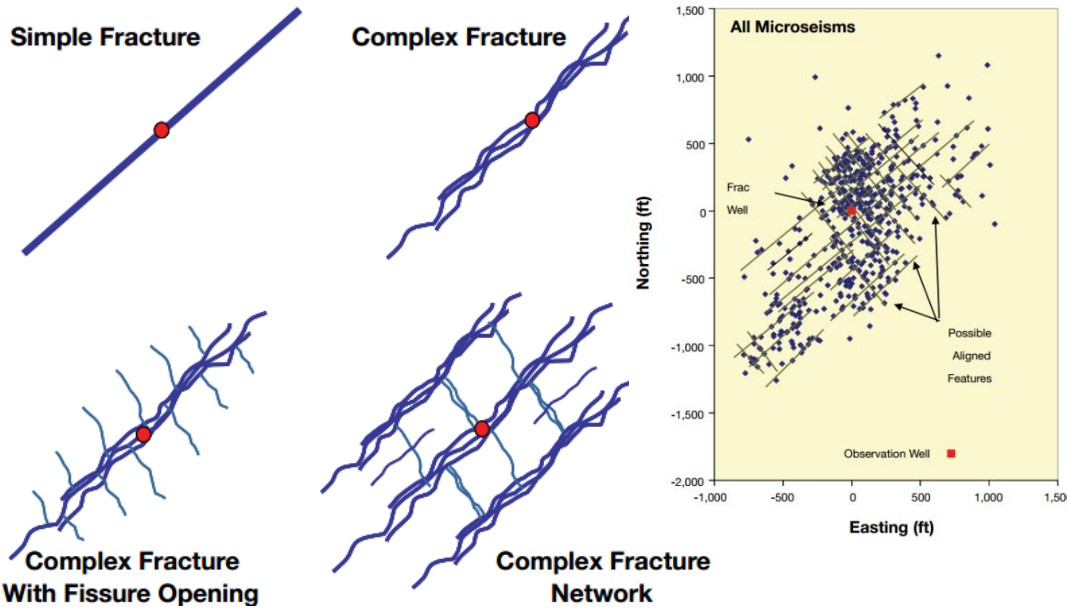 Simple Fracture
Complex Fracture
Complex Fracture
With Fissure Opening
Complex Fracture
Network
All Microseisms
1,500
1,000
500
0
-500
-1,000
-1,500
-2,000
Northing (ft)
Frac
Well
Possible
Aligned
Features
Observation Well
-1,000
-500
0
500
1,000
1,500
Easting (ft)